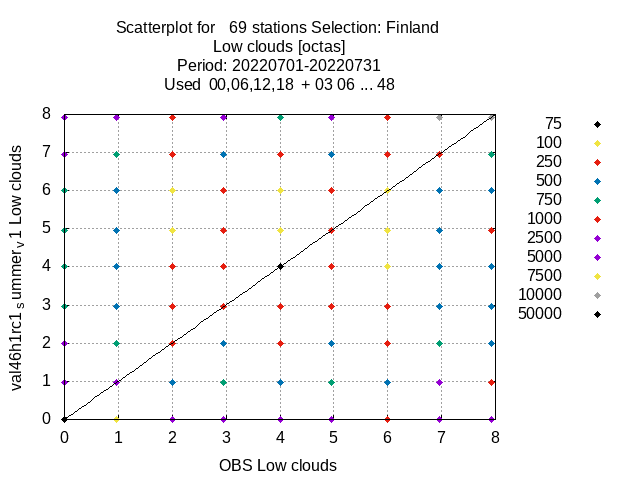 Scatterplot for 69 stations Selection: Finland
Low clouds [octas]
Period: 20220701-20220731
Used 00,06,12,18 + 03 06 ... 48
val46h1rc1 summerv1 Low clouds
8
7
6
5
4
3
2
1
0
0 1 2 3 4 5 6 7 8
OBS Low clouds
75
100
250
500
750
1000
2500
5000
7500
10000
50000